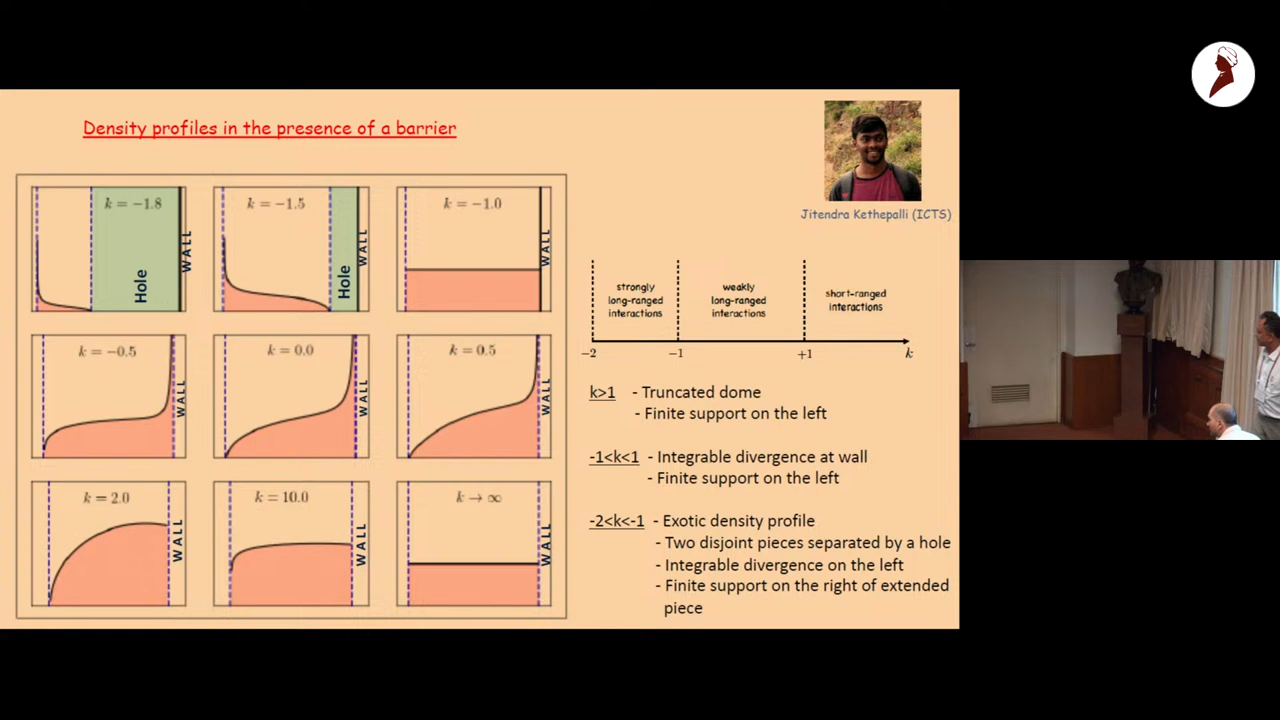 Density profiles in the presence of a barrier
Jitendra Kethepalli (ICTS)
k = −1.8
Hole
WALL
k = −1.5
Hole
WALL
k = −1.0
WALL
k = −0.5
WALL
k = 0.0
WALL
k = 0.5
WALL
k = 2.0
WALL
k = 10.0
WALL
k → ∞
WALL
strongly
long-ranged
interactions
weakly
long-ranged
interactions
short-ranged
interactions
−2
−1
+1
k
k>1 - Truncated dome
- Finite support on the left
-1<k<1 - Integrable divergence at wall
- Finite support on the left
-2<k<-1 - Exotic density profile
- Two disjoint pieces separated by a hole
- Integrable divergence on the left
- Finite support on the right of extended
piece